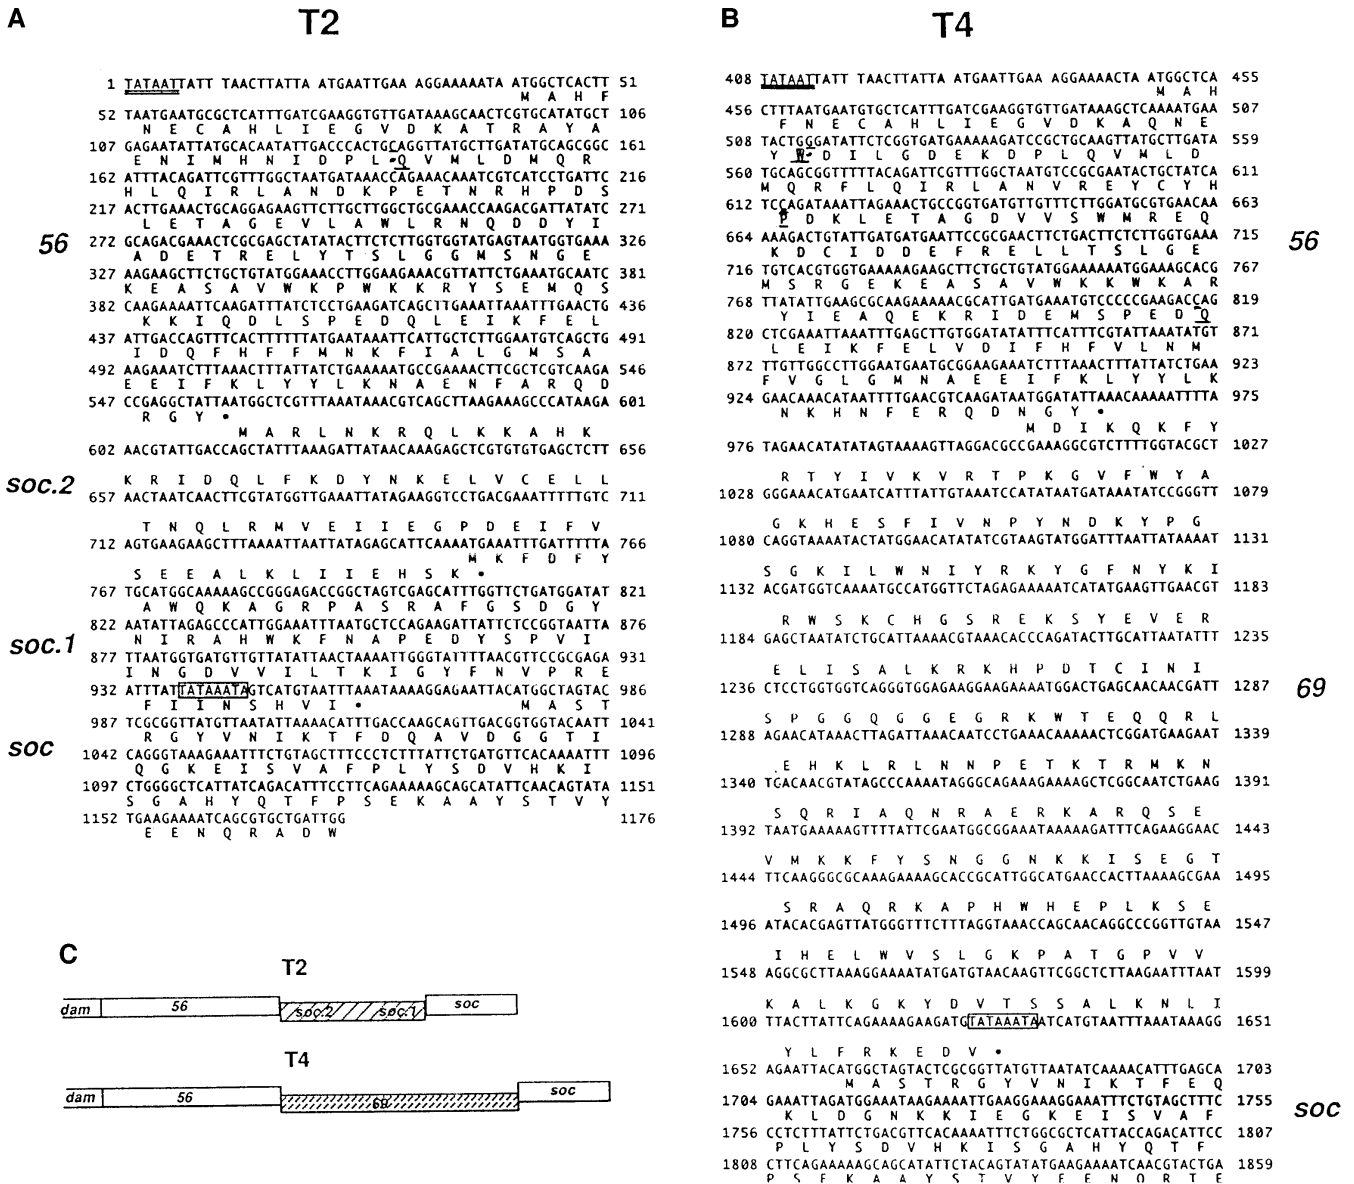 A
T2
1 TATAATTATT TAACTTATTA ATGAATTGAA AGGAAAAATA ATGGCTCACTT 51
M A H F
52 TAATGAATGCGCTCATTTGATCGAAGGTGTTGATAAAGCAACTCGTGCATATGCT 106
N E C A H L I E G V D K A T R A Y A
107 GAGAATATTATGCACAATATTGACCCACTGCAGGTTATGCTTGATATGCAGCGGC 161
E N I M H N I D P L Q V M L D M Q R
162 ATTTACAGATTCGTTTGGCTAATGATAAACCAGAAACAAATCGTCATCCTGATTC 216
H L Q I R L A N D K P E T N R H P D S
217 ACTTGAAACTGCAGGAGAAGTTCTTGCTTGGCTGCGAAACCAAGACGATTATATC 271
L E T A G E V L A W L R N Q D D Y I
56
272 GCAGACGAAACTCGCGAGCTATATACTTCTCTTGGTGGTATGAGTAATGGTGAAA 326
A D E T R E L Y T S L G G M S N G E
327 AAGAAGCTTCTGCTGTATGGAAACCTTGGAAGAAACGTTATTCTGAAATGCAATC 381
K E A S A V W K P W K K R Y S E M Q S
382 CAAGAAAATTCAAGATTTATCTCCTGAAGATCAGCTTGAAATTAAATTTGAACTG 436
K K I Q D L S P E D Q L E I K F E L
437 ATTGACCAGTTTCACTTTTTTATGAATAAATTCATTGCTCTTGGAATGTCAGCTG 491
I D Q F H F F M N K F I A L G M S A
492 AAGAAATCTTTAAACTTTATTATCTGAAAAATGCCGAAAACTTCGCTCGTCAAGA 546
E E I F K L Y Y L K N A E N F A R Q D
547 CCGAGGCTATTAATGGCTCGTTTAAATAAACGTCAGCTTAAGAAAGCCCATAAGA 601
R G Y •
M A R L N K R Q L K K A H K
602 AACGTATTGACCAGCTATTTAAAGATTATAACAAAGAGCTCGTGTGTGAGCTCTT 656
soc.2
K R I D Q L F K D Y N K E L V C E L L
657 AACTAATCAACTTCGTATGGTTGAAATTATAGAAGGTCCTGACGAAATTTTTGTC 711
T N Q L R M V E I I E G P D E I F V
712 AGTGAAGAAGCTTTAAAATTAATTATAGAGCATTCAAAATGAAATTTGATTTTTA 766
M K F D F Y
S E E A L K L I I E H S K •
767 TGCATGGCAAAAAGCCGGGAGACCGGCTAGTCGAGCATTTGGTTCTGATGGATAT 821
A W Q K A G R P A S R A F G S D G Y
822 AATATTAGAGCCCATTGGAAATTTAATGCTCCAGAAGATTATTCTCCGGTAATTA 876
N I R A H W K F N A P E D Y S P V I
soc.1
877 TTAATGGTGATGTTGTTATATTAACTAAAATTGGGTATTTTAACGTTCCGCGAGA 931
I N G D V V I L T K I G Y F N V P R E
932 ATTTATTATAAATAGTCATGTAATTTAAATAAAAGGAGAATTACATGGCTAGTAC 986
F I I N S H V I • M A S T
987 TCGCGGTTATGTTAATATTAAAACATTTGACCAAGCAGTTGACGGTGGTACAATT 1041
R G Y V N I K T F D Q A V D G G T I
soc
1042 CAGGGTAAAGAAATTTCTGTAGCTTTCCCTCTTTATTCTGATGTTCACAAAATTT 1096
Q G K E I S V A F P L Y S D V H K I
1097 CTGGGGCTCATTATCAGACATTTCCTTCAGAAAAAGCAGCATATTCAACAGTATA 1151
S G A H Y Q T F P S E K A A Y S T V Y
1152 TGAAGAAAATCAGCGTGCTGATTGG 1176
E E N Q R A D W
B
T4
408 TATAATTATT TAACTTATTA ATGAATTGAA AGGAAAACTA ATGGCTCA 455
M A H
456 CTTTAATGAATGTGCTCATTTGATCGAAGGTGTTGATAAAGCTCAAAATGAA 507
F N E C A H L I E G V D K A Q N E
508 TACTGGGATATTCTCGGTGATGAAAAAGATCCGCTGCAAGTTATGCTTGATA 559
Y W D I L G D E K D P L Q V M L D
560 TGCAGCGGTTTTTACAGATTCGTTTGGCTAATGTCCGCGAATACTGCTATCA 611
M Q R F L Q I R L A N V R E Y C Y H
612 TCCAGATAAATTAGAAACTGCCGGTGATGTTGTTTCTTGGATGCGTGAACAA 663
P D K L E T A G D V V S W M R E Q
664 AAAGACTGTATTGATGATGAATTCCGCGAACTTCTGACTTCTCTTGGTGAAA 715
K D C I D D E F R E L L T S L G E
56
716 TGTCACGTGGTGAAAAAGAAGCTTCTGCTGTATGGAAAAAATGGAAAGCACG 767
M S R G E K E A S A V W K K W K A R
768 TTATATTGAAGCGCAAGAAAAACGCATTGATGAAATGTCCCCCGAAGACCAG 819
Y I E A Q E K R I D E M S P E D Q
820 CTCGAAATTAAATTTGAGCTTGTGGATATATTTCATTTCGTATTAAATATGT 871
L E I K F E L V D I F H F V L N M
872 TTGTTGGCCTTGGAATGAATGCGGAAGAAATCTTTAAACTTTATTATCTGAA 923
F V G L G M N A E E I F K L Y Y L K
924 GAACAAACATAATTTTGAACGTCAAGATAATGGATATTAAACAAAAATTTTA 975
N K H N F E R Q D N G Y •
M D I K Q K F Y
976 TAGAACATATATAGTAAAAGTTAGGACGCCGAAAGGCGTCTTTTGGTACGCT 1027
R T Y I V K V R T P K G V F W Y A
1028 GGGAAACATGAATCATTTATTGTAAATCCATATAATGATAAATATCCGGGTT 1079
G K H E S F I V N P Y N D K Y P G
1080 CAGGTAAAATACTATGGAACATATATCGTAAGTATGGATTTAATTATAAAAT 1131
S G K I L W N I Y R K Y G F N Y K I
1132 ACGATGGTCAAAATGCCATGGTTCTAGAGAAAAATCATATGAAGTTGAACGT 1183
R W S K C H G S R E K S Y E V E R
1184 GAGCTAATATCTGCATTAAAACGTAAACACCCAGATACTTGCATTAATATTT 1235
E L I S A L K R K H P D T C I N I
1236 CTCCTGGTGGTCAGGGTGGAGAAGGAAGAAAATGGACTGAGCAACAACGATT 1287
69
S P G G Q G G E G R K W T E Q Q R L
1288 AGAACATAAACTTAGATTAAACAATCCTGAAACAAAAACTCGGATGAAGAAT 1339
E H K L R L N N P E T K T R M K N
1340 TGACAACGTATAGCCCAAAATAGGGCAGAAAGAAAAGCTCGGCAATCTGAAG 1391
S Q R I A Q N R A E R K A R Q S E
1392 TAATGAAAAAGTTTTATTCGAATGGCGGAAATAAAAAGATTTCAGAAGGAAC 1443
V M K K F Y S N G G N K K I S E G T
1444 TTCAAGGGCGCAAAGAAAAGCACCGCATTGGCATGAACCACTTAAAAGCGAA 1495
S R A Q R K A P H W H E P L K S E
1496 ATACACGAGTTATGGGTTTCTTTAGGTAAACCAGCAACAGGCCCGGTTGTAA 1547
I H E L W V S L G K P A T G P V V
1548 AGGCGCTTAAAGGAAAATATGATGTAACAAGTTCGGCTCTTAAGAATTTAAT 1599
K A L K G K Y D V T S S A L K N L I
1600 TTACTTATTCAGAAAAGAAGATGTATAAATAATCATGTAATTTAAATAAAGG 1651
Y L F R K E D V •
1652 AGAATTACATGGCTAGTACTCGCGGTTATGTTAATATCAAAACATTTGAGCA 1703
M A S T R G Y V N I K T F E Q
1704 GAAATTAGATGGAAATAAGAAAATTGAAGGAAAGGAAATTTCTGTAGCTTTC 1755
soc
K L D G N K K I E G K E I S V A F
1756 CCTCTTTATTCTGACGTTCACAAAATTTCTGGCGCTCATTACCAGACATTCC 1807
P L Y S D V H K I S G A H Y Q T F
1808 CTTCAGAAAAAGCAGCATATTCTACAGTATATGAAGAAAATCAACGTACTGA 1859
P S E K A A Y S T V Y E E N Q R T E
C
T2
dam 56 soc.2 soc.1 soc
T4
dam 56 69 soc